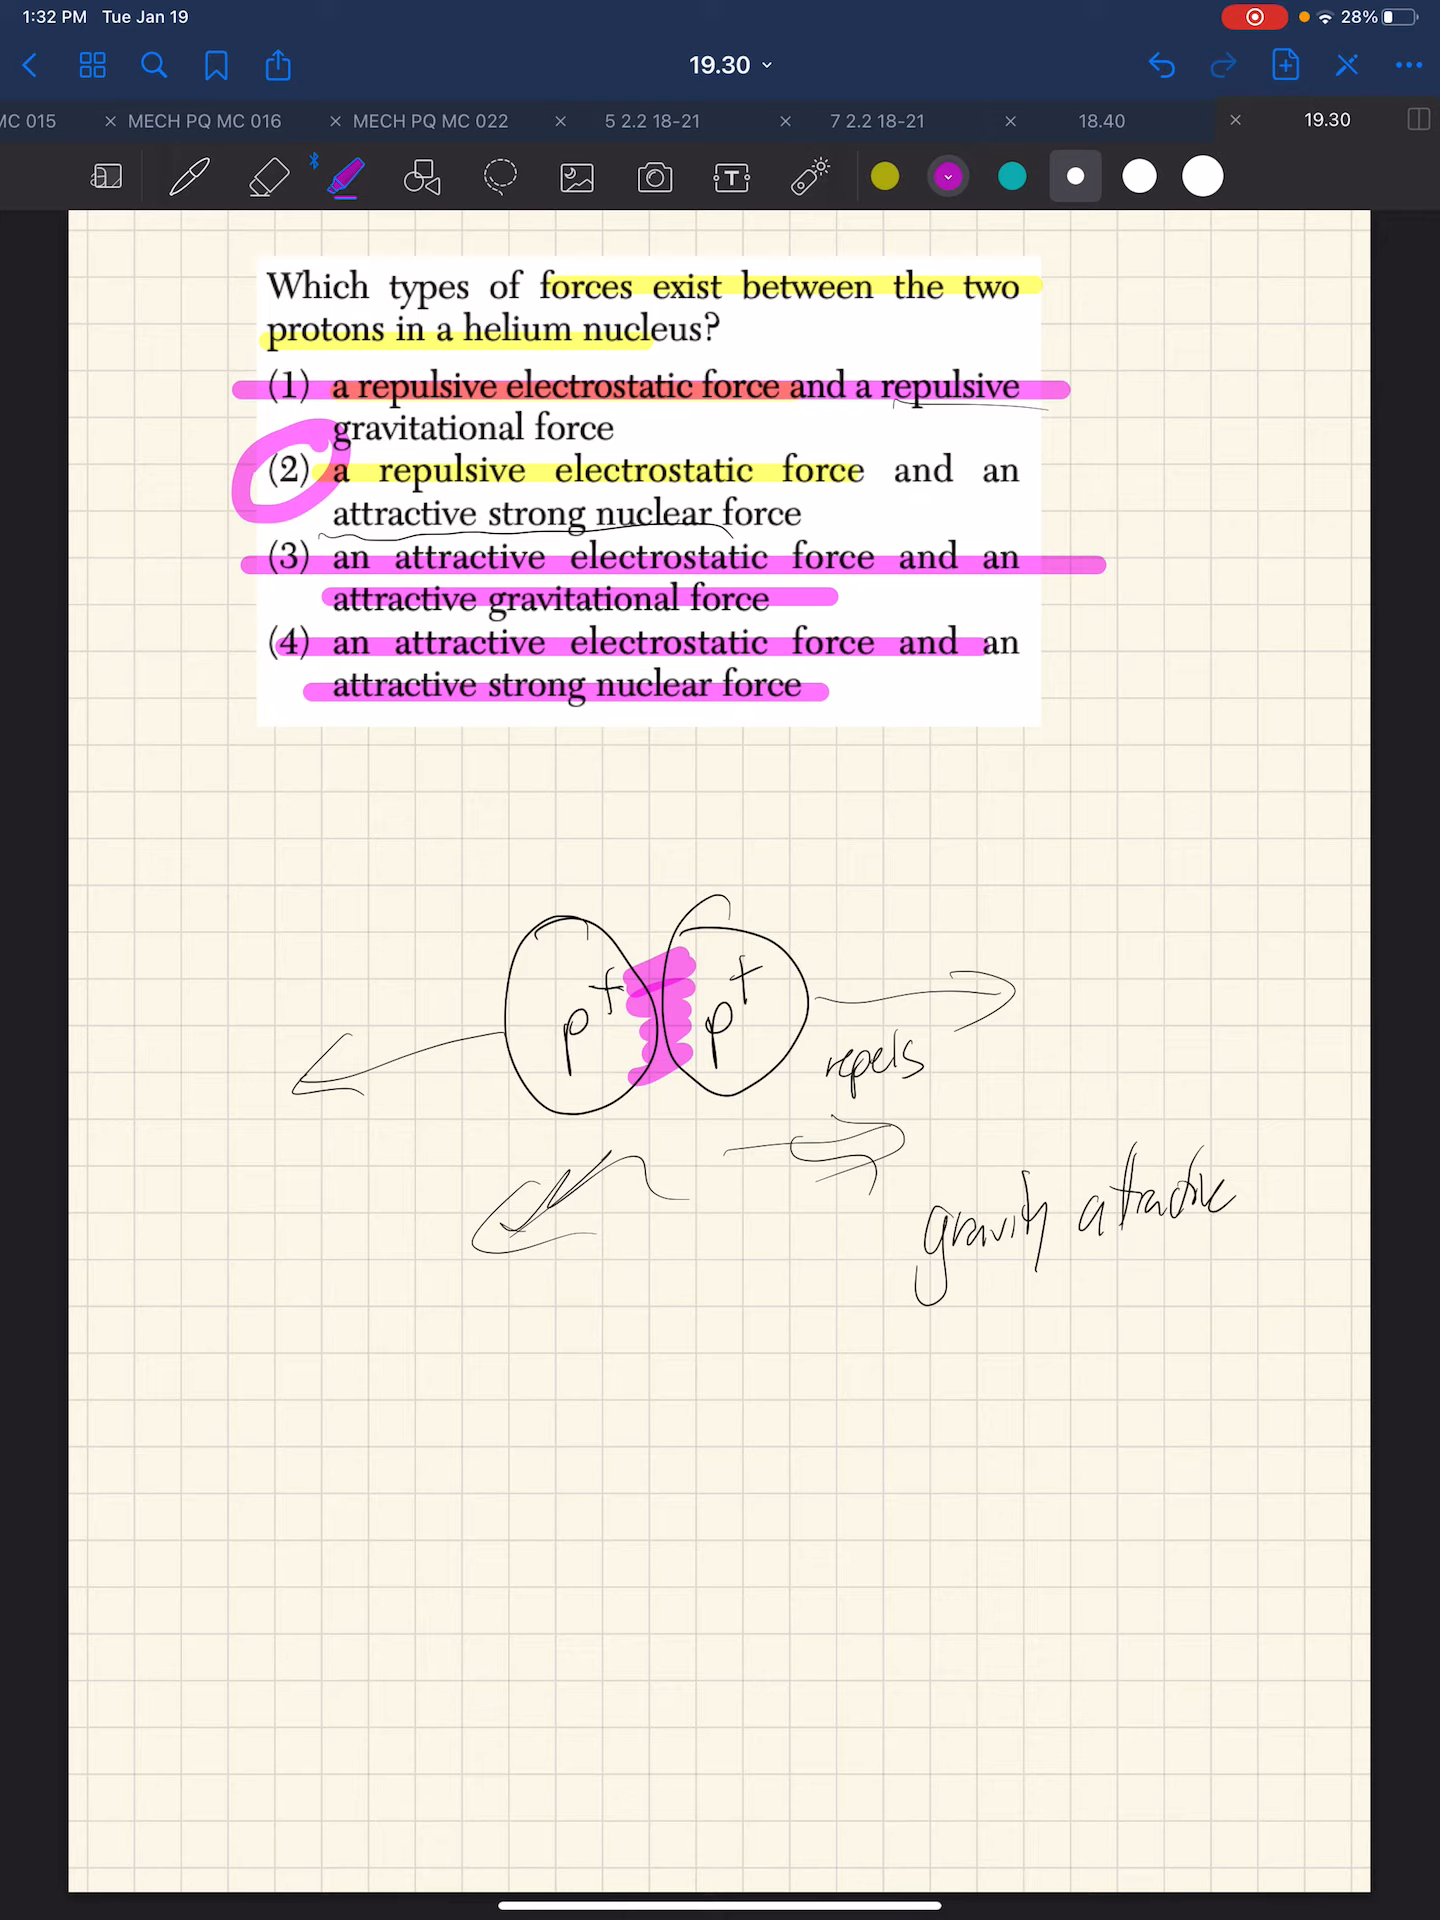 1:32 PM Tue Jan 19
28%
19.30
MC 015
MECH PQ MC 016
MECH PQ MC 022
5 2.2 18-21
7 2.2 18-21
18.40
19.30
Which types of forces exist between the two
protons in a helium nucleus?
(1) a repulsive electrostatic force and a repulsive
gravitational force
(2) a repulsive electrostatic force and an
attractive strong nuclear force
(3) an attractive electrostatic force and an
attractive gravitational force
(4) an attractive electrostatic force and an
attractive strong nuclear force
p+ p+
repels
gravity attractive